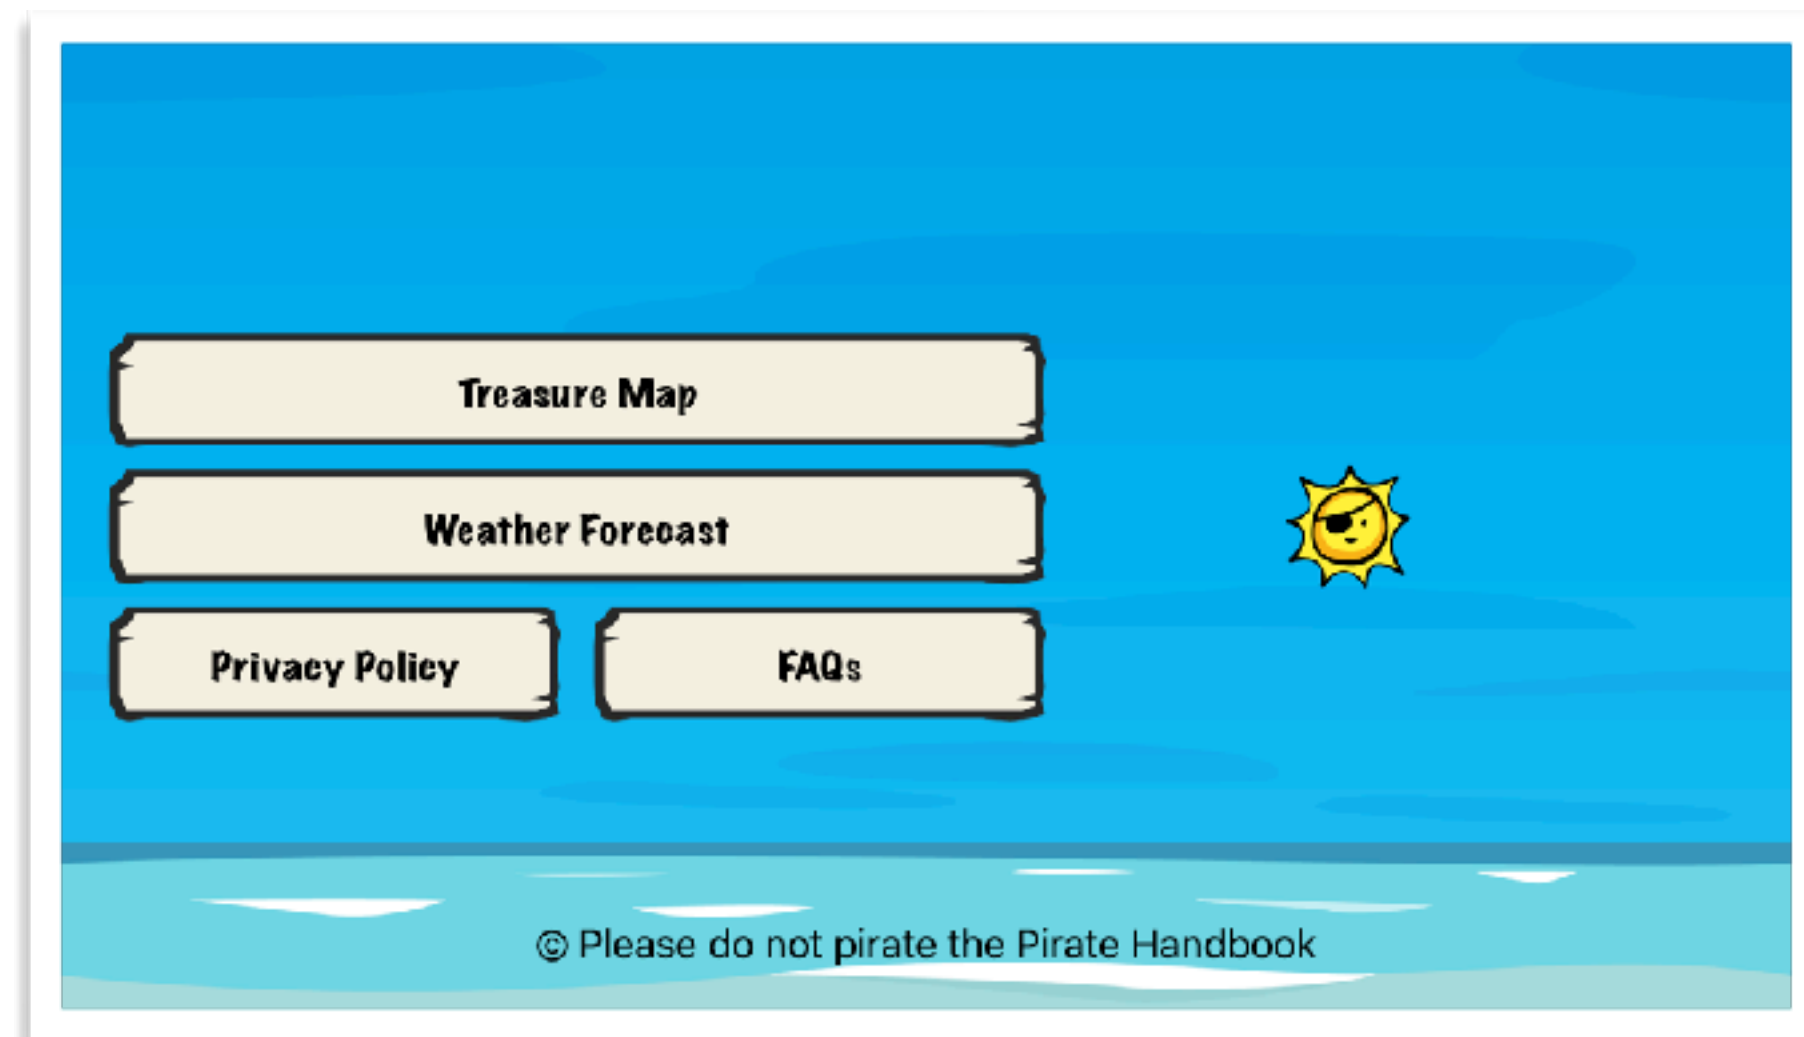 Treasure Map
Weather Forecast
Privacy Policy
FAQs
© Please do not pirate the Pirate Handbook